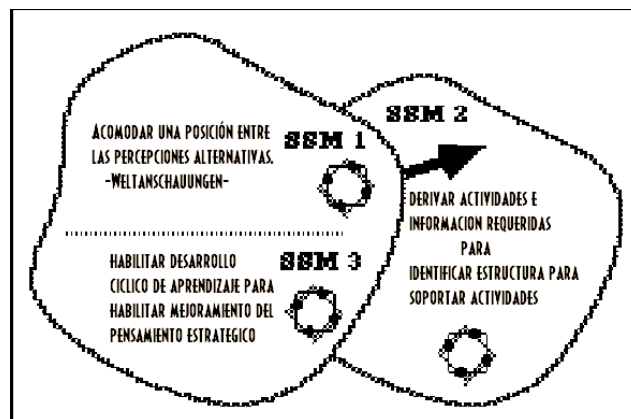 ACOMODAR UNA POSICIÓN ENTRE
LAS PERCEPCIONES ALTERNATIVAS.
-WELTANSCHAUUNGEN-
SSM 1
SSM 2
DERIVAR ACTIVIDADES E
INFORMACION REQUERIDAS
PARA
IDENTIFICAR ESTRUCTURA PARA
SOPORTAR ACTIVIDADES
HABILITAR DESARROLLO
CICLICO DE APRENDIZAJE PARA
HABILITAR MEJORAMIENTO DEL
PENSAMIENTO ESTRATEGICO
SSM 3